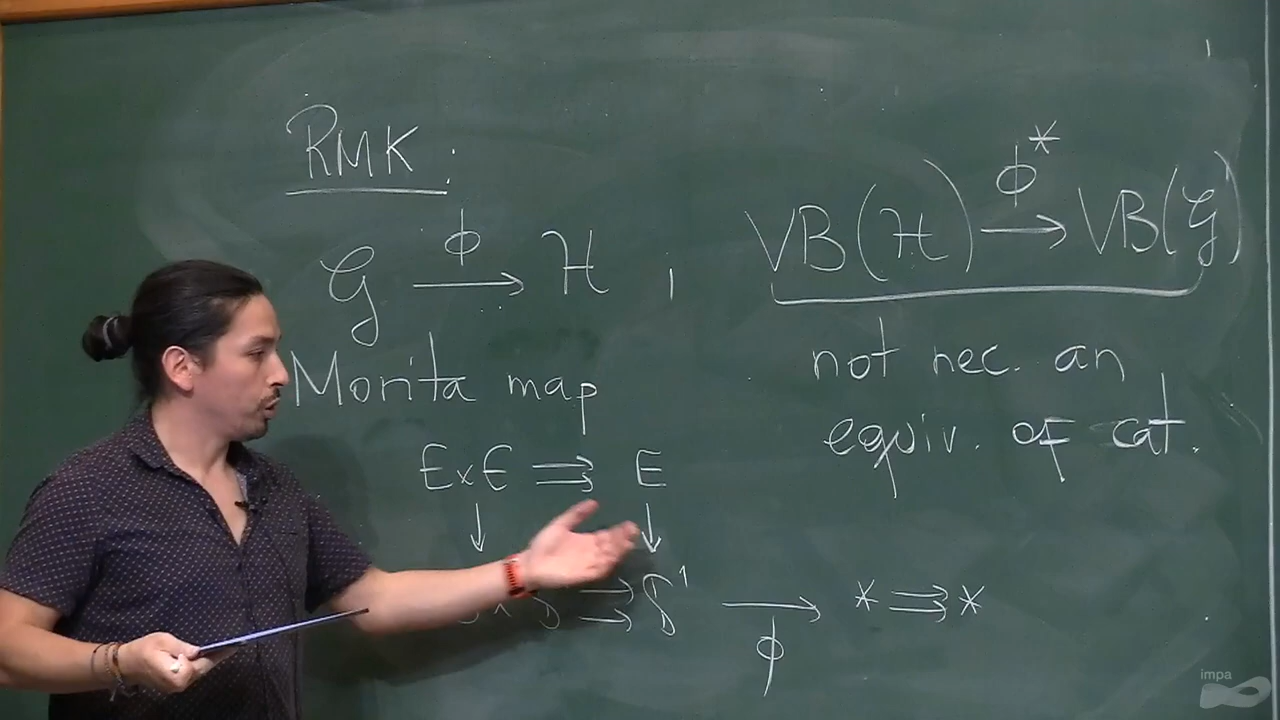 RMK:
𝒢 —ϕ→ ℋ ,
Morita map
VB(ℋ) —ϕ*→ VB(𝒢)
not nec. an
equiv. of cat.
E×E ⇉ E
↓ ↓
⇉ S¹ —ϕ→ * ⇉ *
impa